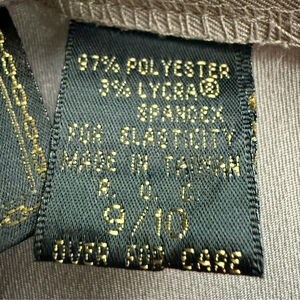 97% POLYESTER
3% LYCRA®
SPANDEX
FOR ELASTICITY
MADE IN TAIWAN
R. O. C.
9/10
OVER FOR CARE